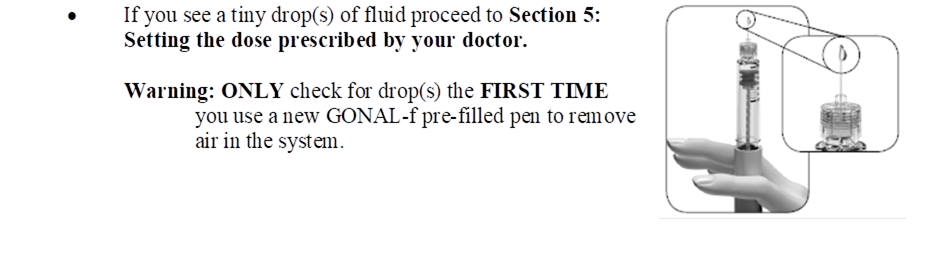 • If you see a tiny drop(s) of fluid proceed to Section 5:
Setting the dose prescribed by your doctor.
Warning: ONLY check for drop(s) the FIRST TIME
you use a new GONAL-f pre-filled pen to remove
air in the system.